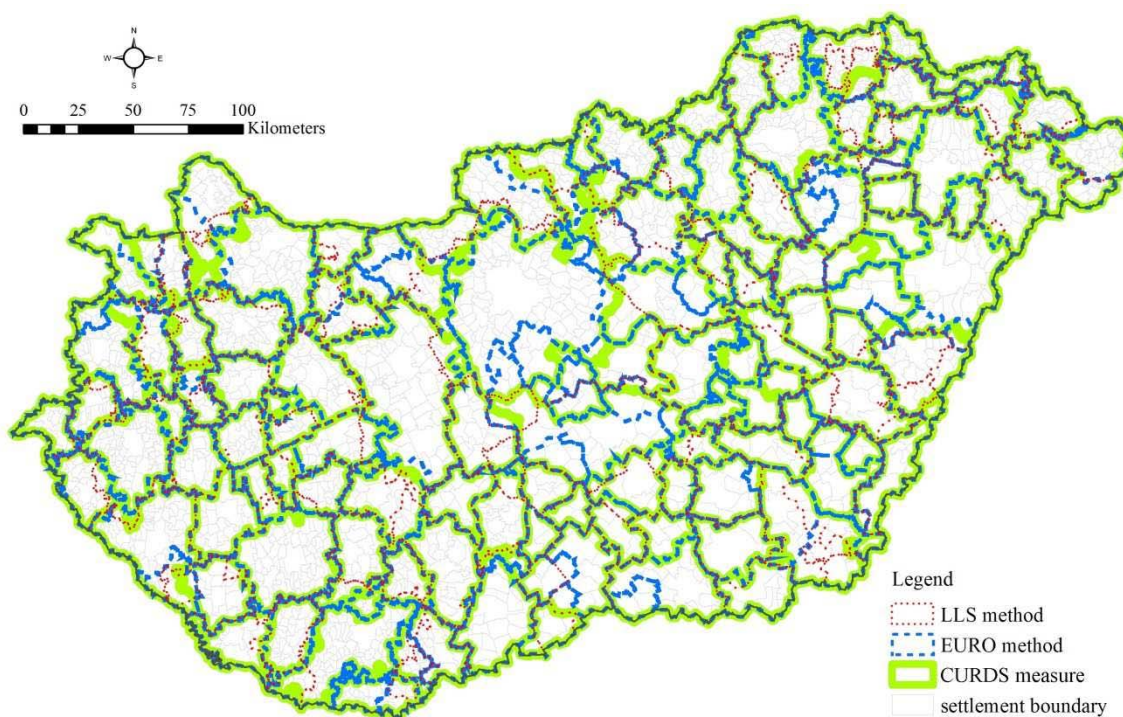 N
W E
S
0 25 50 75 100
Kilometers
Legend
LLS method
EURO method
CURDS measure
settlement boundary